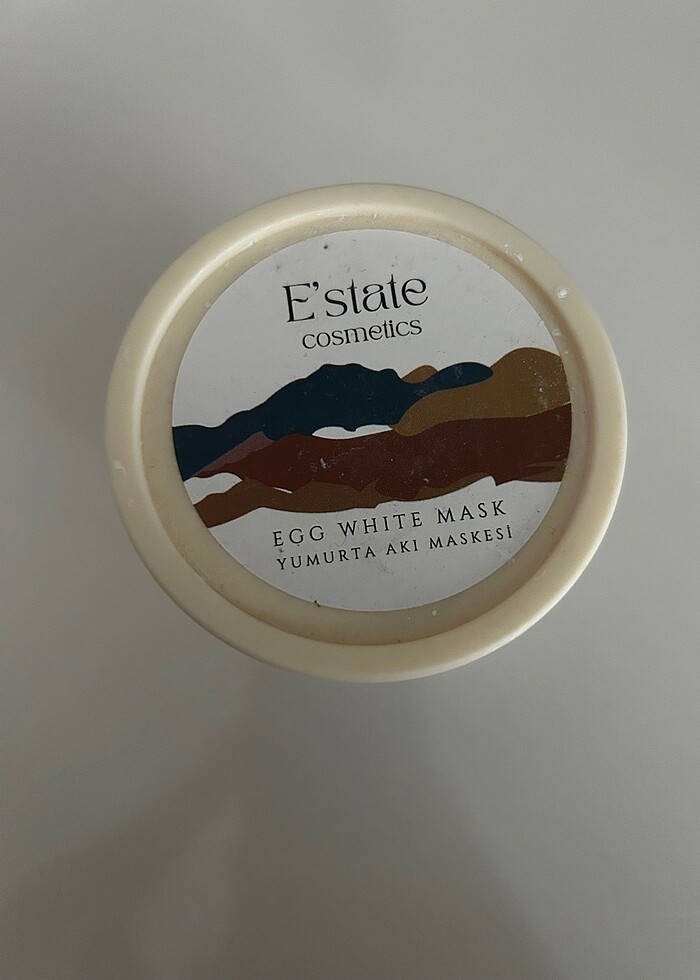 E'state
cosmetics
EGG WHITE MASK
YUMURTA AKI MASKESİ